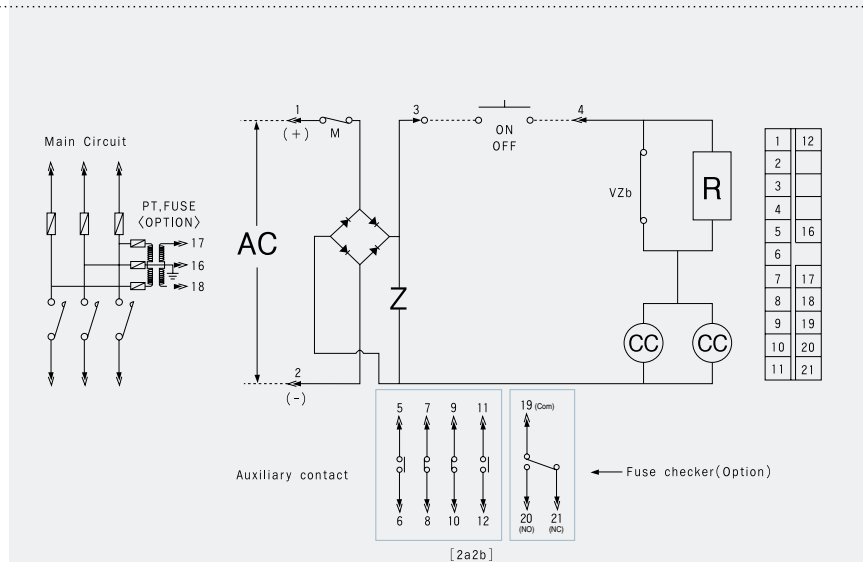 Main Circuit
PT,FUSE
〈OPTION〉
17
16
18
AC
1
(+)
M
2
(-)
3
ON
OFF
4
Z
VZb
R
CC CC
1 12
2
3
4
5 16
6
7 17
8 18
9 19
10 20
11 21
Auxiliary contact
5 7 9 11
6 8 10 12
[2a2b]
19 (Com)
20 21
(NO) (NC)
Fuse checker(Option)